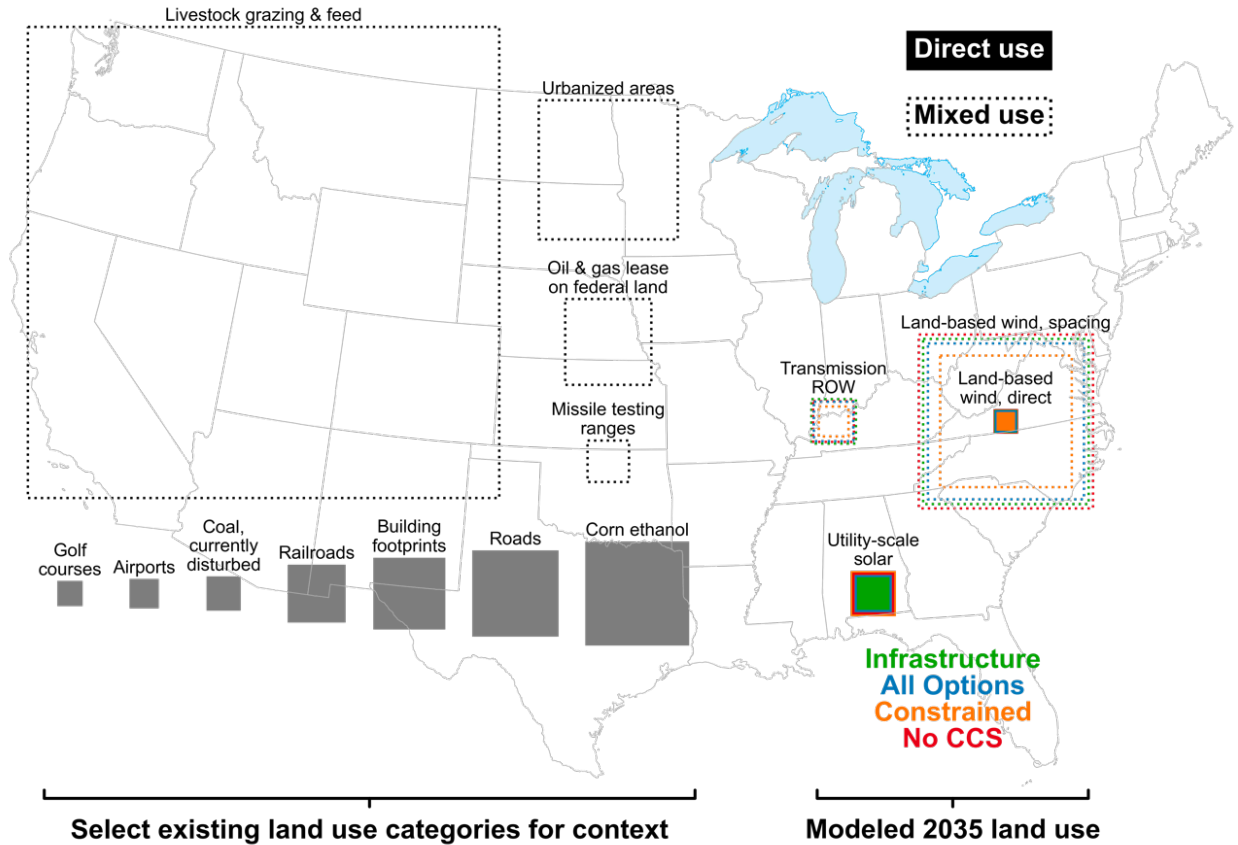 Livestock grazing & feed
Direct use
Mixed use
Urbanized areas
Oil & gas lease
on federal land
Missile testing
ranges
Land-based wind, spacing
Land-based
wind, direct
Transmission
ROW
Golf
courses
Airports
Coal,
currently
disturbed
Railroads
Building
footprints
Roads
Corn ethanol
Utility-scale
solar
Infrastructure
All Options
Constrained
No CCS
Select existing land use categories for context
Modeled 2035 land use